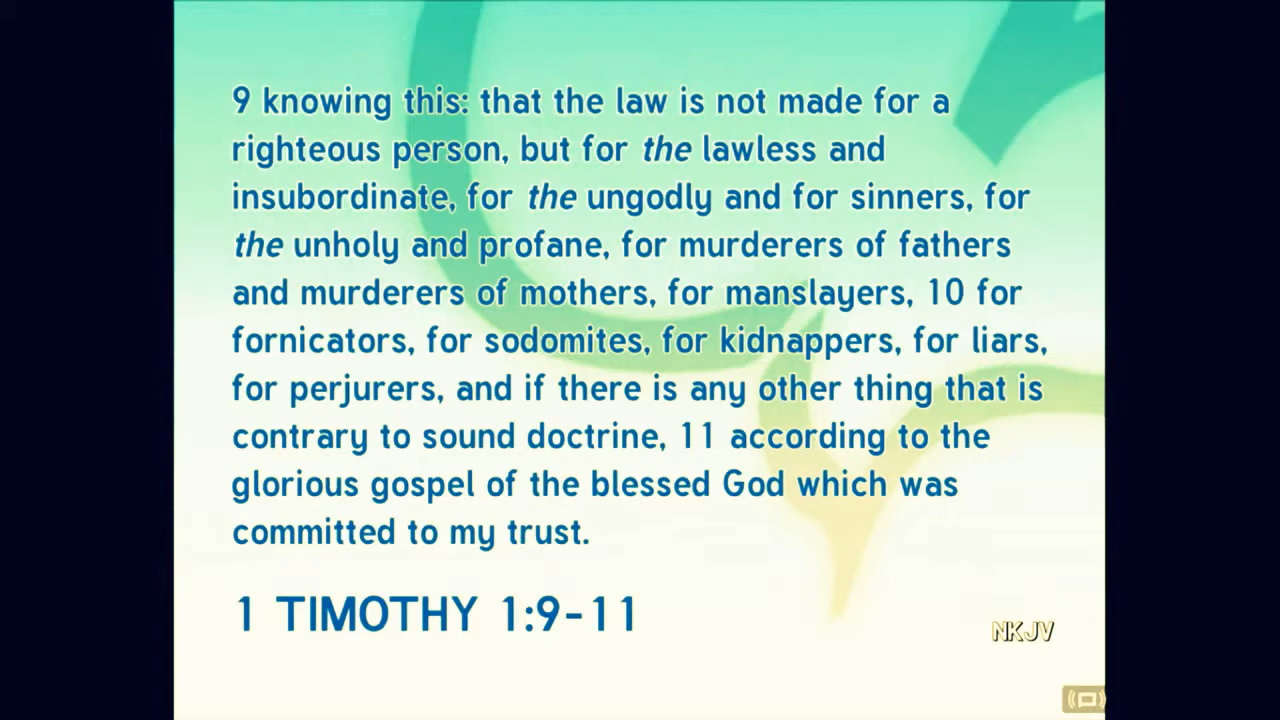 9 knowing this: that the law is not made for a
righteous person, but for the lawless and
insubordinate, for the ungodly and for sinners, for
the unholy and profane, for murderers of fathers
and murderers of mothers, for manslayers, 10 for
fornicators, for sodomites, for kidnappers, for liars,
for perjurers, and if there is any other thing that is
contrary to sound doctrine, 11 according to the
glorious gospel of the blessed God which was
committed to my trust.
1 TIMOTHY 1:9-11
NKJV